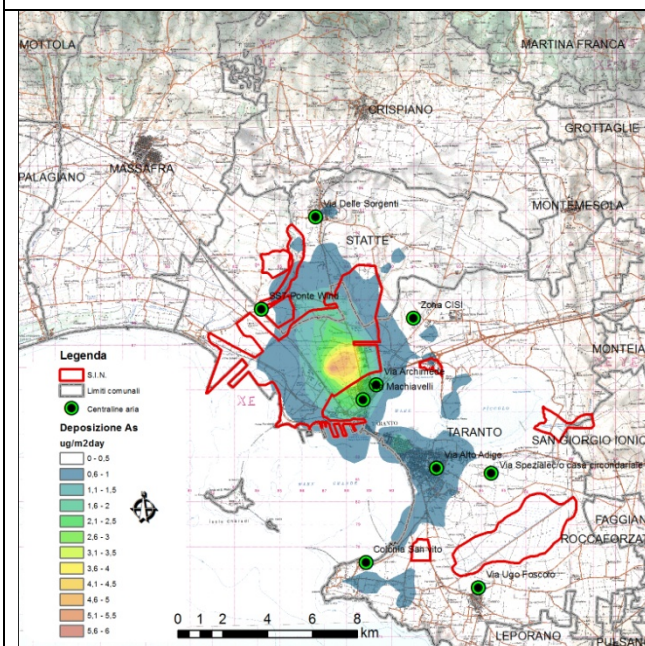 MOTTOLA
MARTINA FRANCA
CRISPIANO
GROTTAGLIE
MASSAFRA
PALAGIANO
MONTEMESOLA
Via Delle Sorgenti
STATTE
SS7 Ponte Wind
Zona CISI
MONTEIA
Via Archimede
Machiavelli
XE
TARANTO
SAN GIORGIO IONIC
Via Alto Adige
Via Speziale c/o casa circondariale
FAGGIAN
ROCCAFORZAT
Colonia San vito
Via Ugo Foscolo
LEPORANO
PULSAN
Legenda
S.I.N.
Limiti comunali
Centraline aria
Deposizione As
ug/m2day
0 - 0,5
0,6 - 1
1,1 - 1,5
1,6 - 2
2,1 - 2,5
2,6 - 3
3,1 - 3,5
3,6 - 4
4,1 - 4,5
4,6 - 5
5,1 - 5,5
5,6 - 6
0 1 2 4 6 8
km